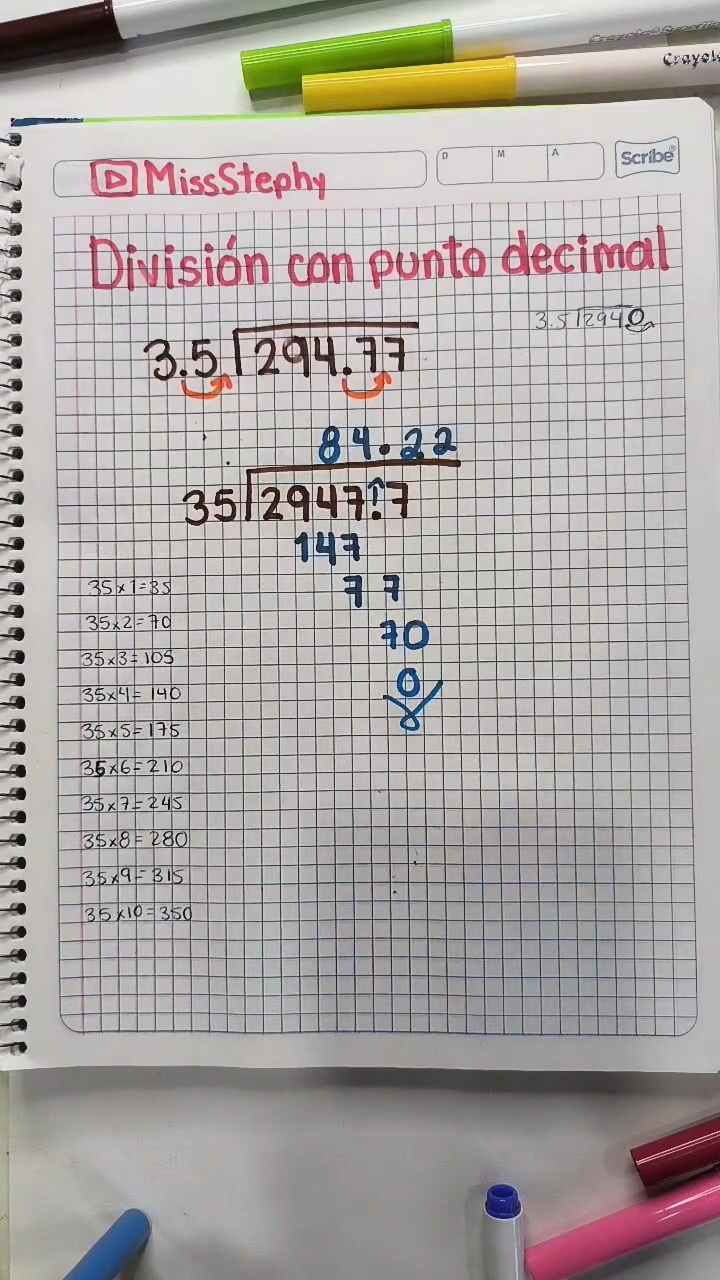 Crayola
MissStephy
D M A
Scribe®
División con punto decimal
3.5 294.77
3.5 2940
84.22
35 2947.7
147
77
70
0
35x1=35
35x2=70
35x3=105
35x4=140
35x5=175
35x6=210
35x7=245
35x8=280
35x9=315
35x10=350